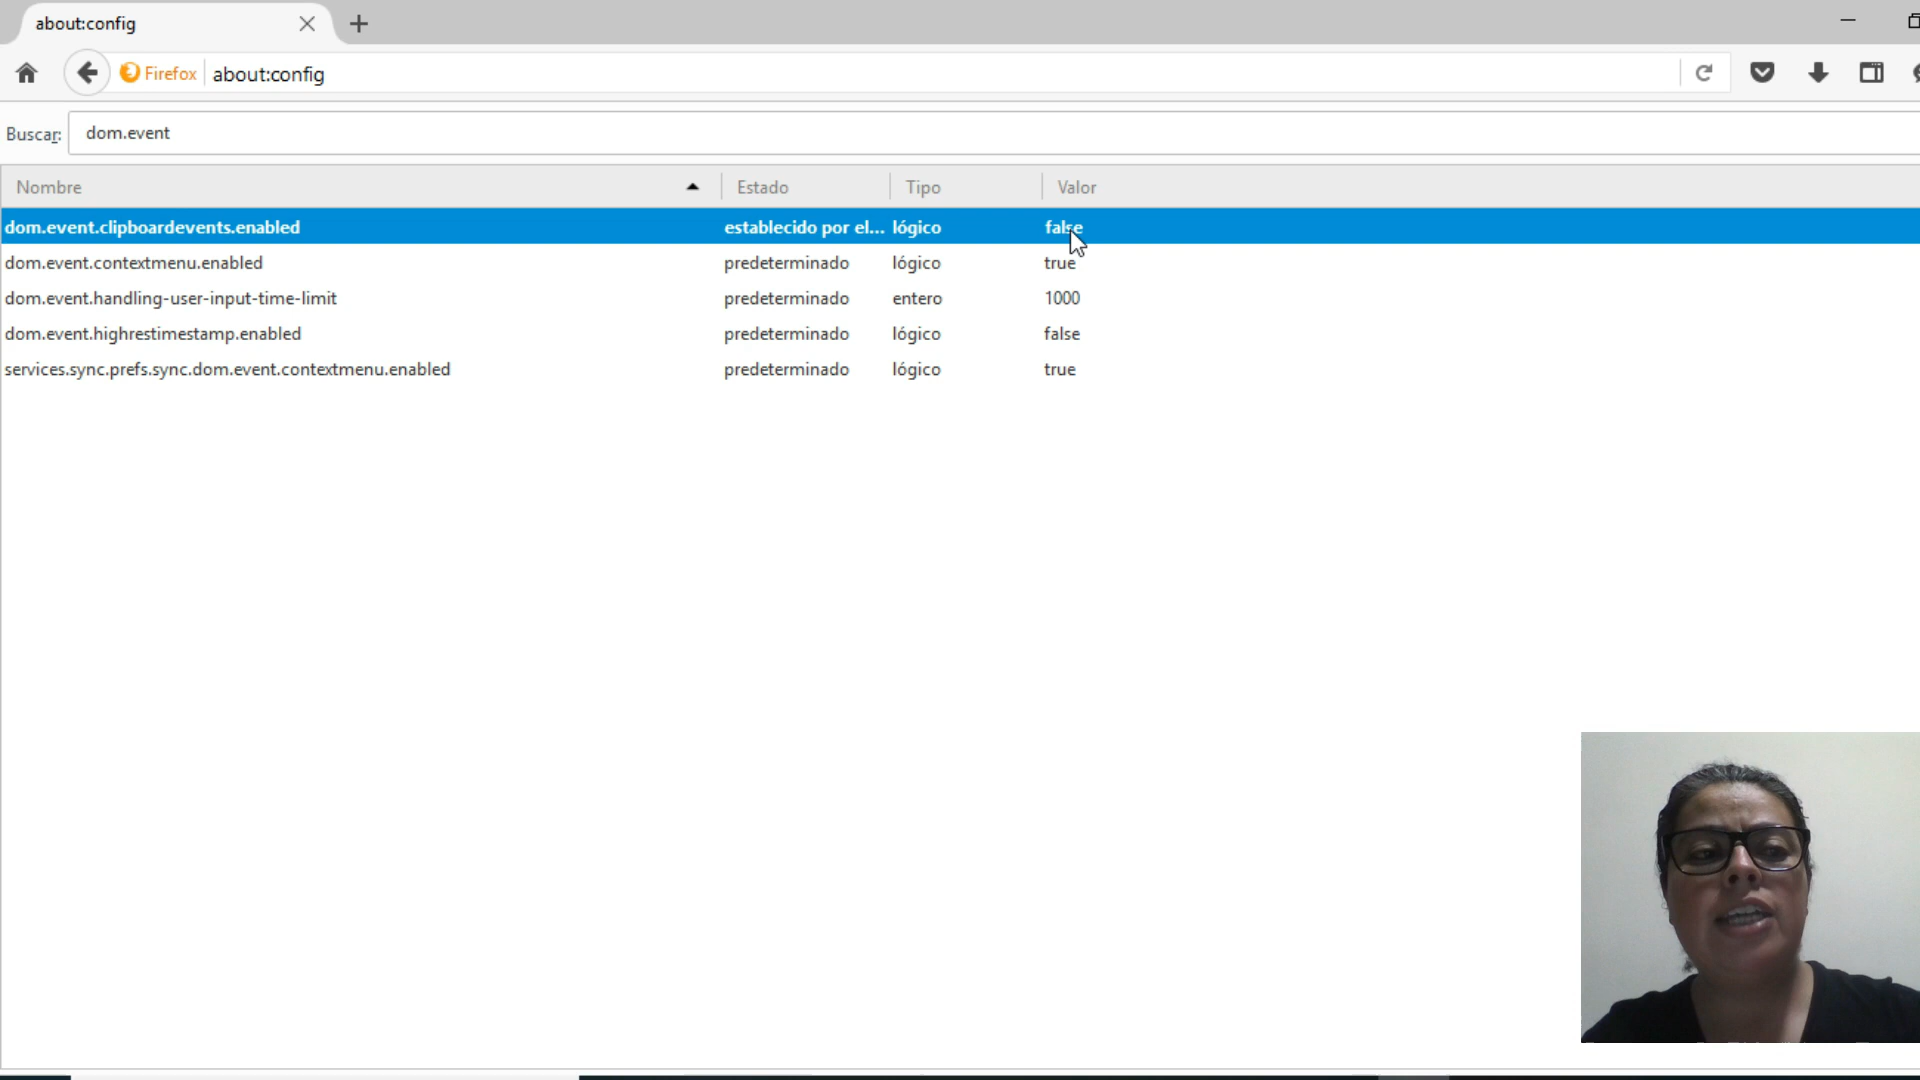 about:config
Firefox about:config
Buscar: dom.event
Nombre Estado Tipo Valor
dom.event.clipboardevents.enabled establecido por el... lógico false
dom.event.contextmenu.enabled predeterminado lógico true
dom.event.handling-user-input-time-limit predeterminado entero 1000
dom.event.highrestimestamp.enabled predeterminado lógico false
services.sync.prefs.sync.dom.event.contextmenu.enabled predeterminado lógico true